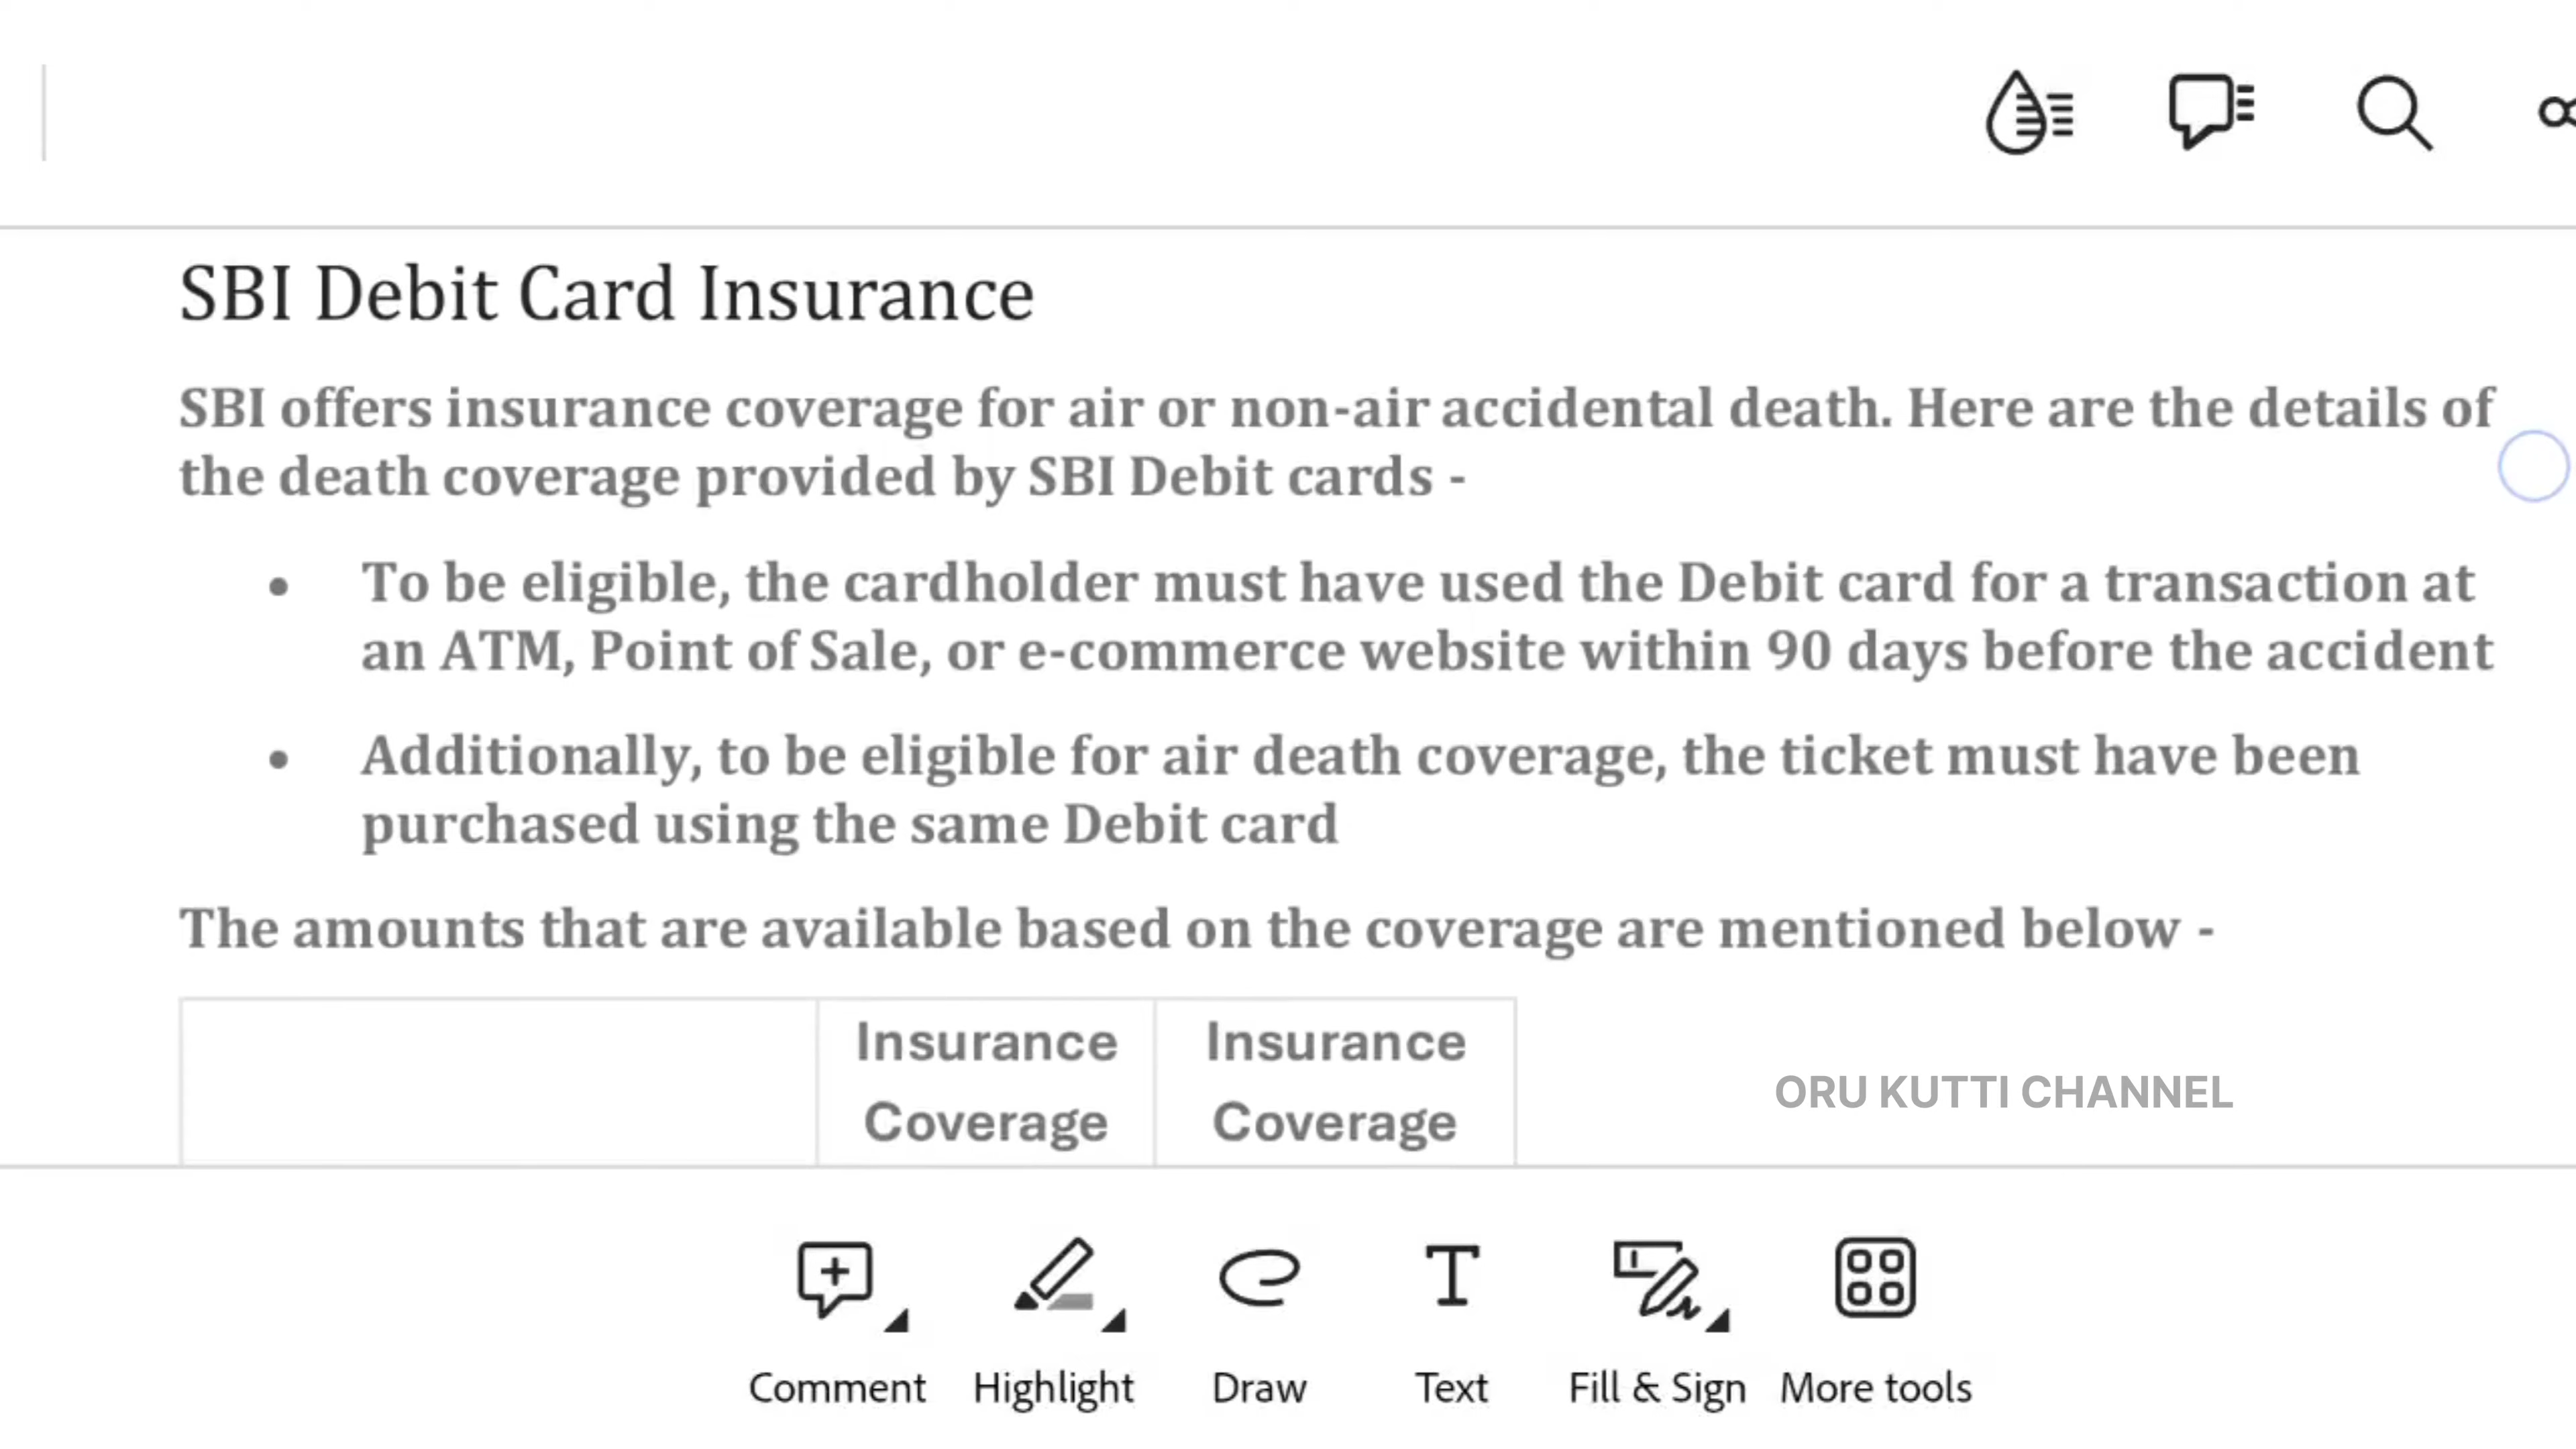 SBI Debit Card Insurance
SBI offers insurance coverage for air or non-air accidental death. Here are the details of
the death coverage provided by SBI Debit cards -
• To be eligible, the cardholder must have used the Debit card for a transaction at
an ATM, Point of Sale, or e-commerce website within 90 days before the accident
• Additionally, to be eligible for air death coverage, the ticket must have been
purchased using the same Debit card
The amounts that are available based on the coverage are mentioned below -
Insurance Insurance
Coverage Coverage
ORU KUTTI CHANNEL
Comment Highlight Draw Text Fill & Sign More tools